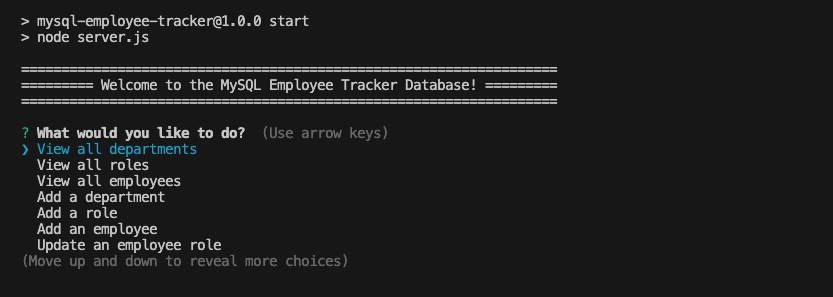 > mysql-employee-tracker@1.0.0 start
> node server.js
===================================================================
========= Welcome to the MySQL Employee Tracker Database! =========
===================================================================
? What would you like to do?  (Use arrow keys)
❯ View all departments
  View all roles
  View all employees
  Add a department
  Add a role
  Add an employee
  Update an employee role
(Move up and down to reveal more choices)